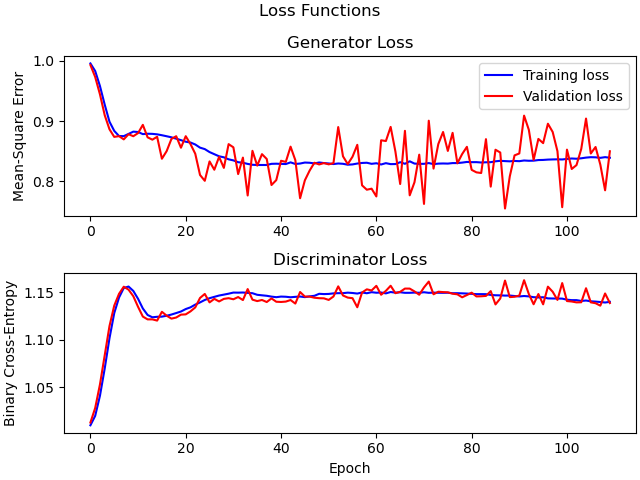 Loss Functions
Generator Loss
Mean-Square Error
1.0
0.9
0.8
Training loss
Validation loss
0 20 40 60 80 100
Discriminator Loss
Binary Cross-Entropy
1.15
1.10
1.05
0 20 40 60 80 100
Epoch